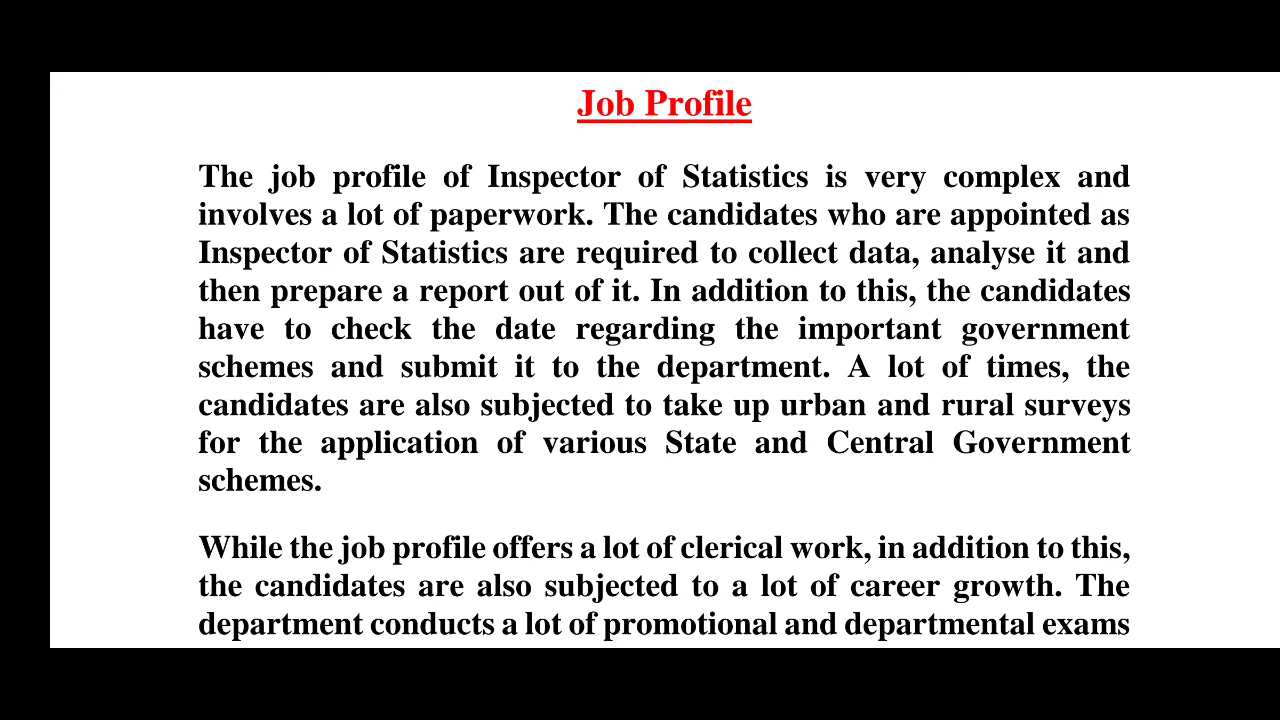 Job Profile
The job profile of Inspector of Statistics is very complex and
involves a lot of paperwork. The candidates who are appointed as
Inspector of Statistics are required to collect data, analyse it and
then prepare a report out of it. In addition to this, the candidates
have to check the date regarding the important government
schemes and submit it to the department. A lot of times, the
candidates are also subjected to take up urban and rural surveys
for the application of various State and Central Government
schemes.
While the job profile offers a lot of clerical work, in addition to this,
the candidates are also subjected to a lot of career growth. The
department conducts a lot of promotional and departmental exams